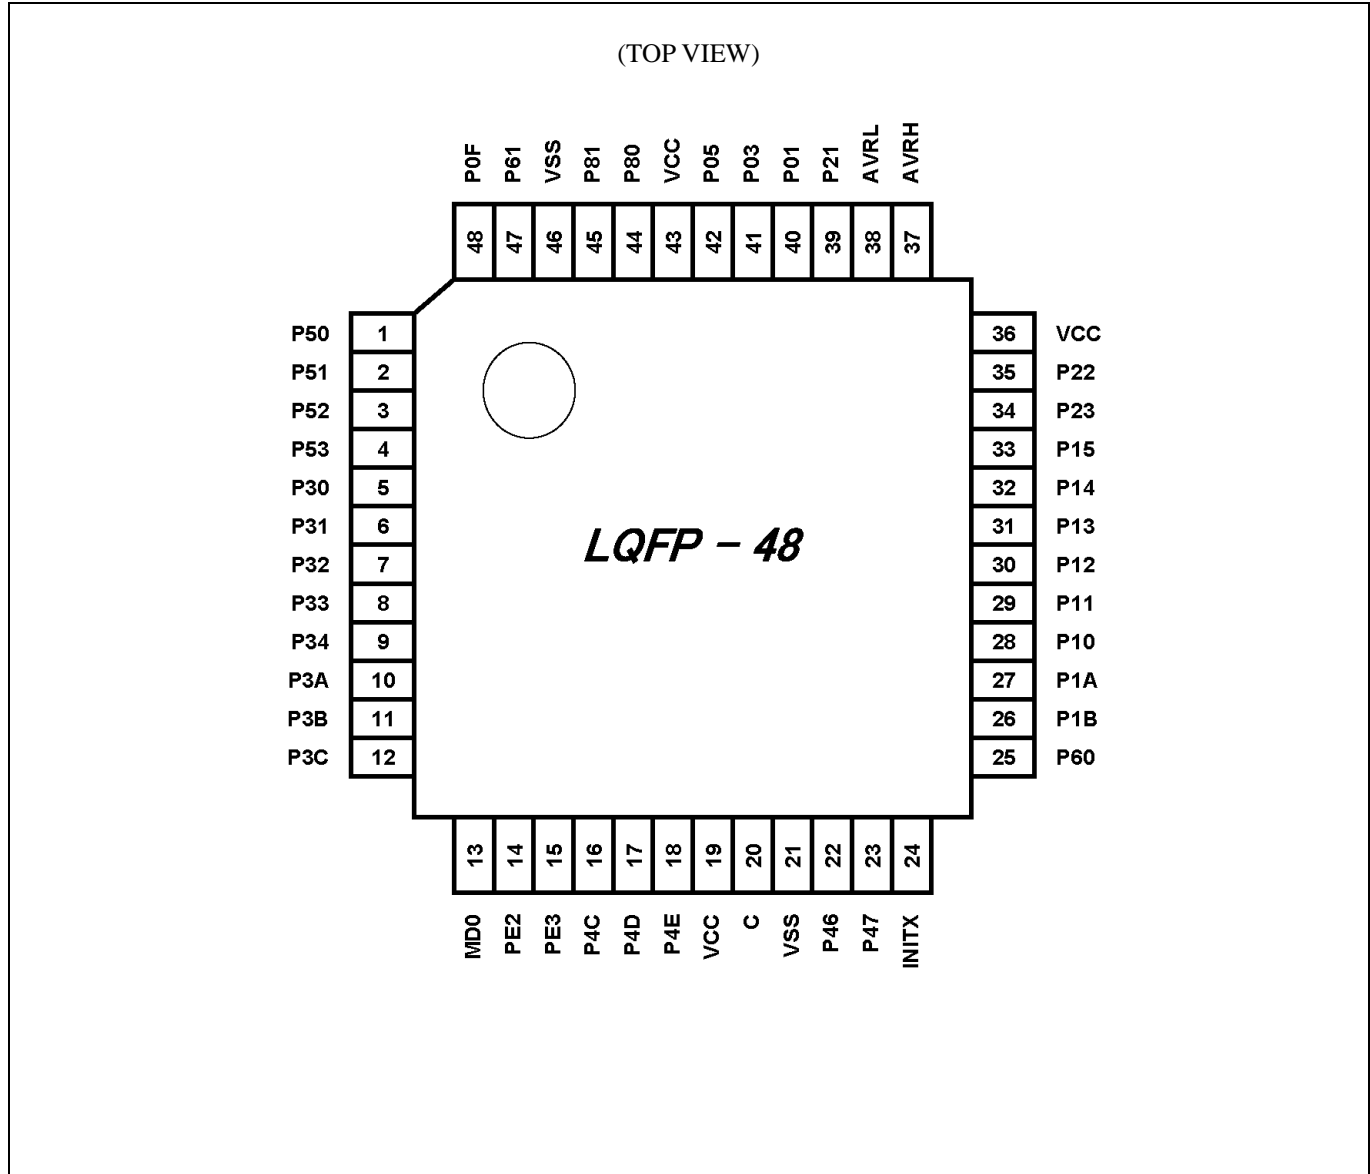 (TOP VIEW)
P0F P61 VSS P81 P80 VCC P05 P03 P01 P21 AVRL AVRH
48 47 46 45 44 43 42 41 40 39 38 37
P50 1 36 VCC
P51 2 35 P22
P52 3 34 P23
P53 4 33 P15
P30 5 32 P14
P31 6 31 P13
P32 7 30 P12
P33 8 29 P11
P34 9 28 P10
P3A 10 27 P1A
P3B 11 26 P1B
P3C 12 25 P60
LQFP - 48
13 14 15 16 17 18 19 20 21 22 23 24
MD0 PE2 PE3 P4C P4D P4E VCC C VSS P46 P47 INITX